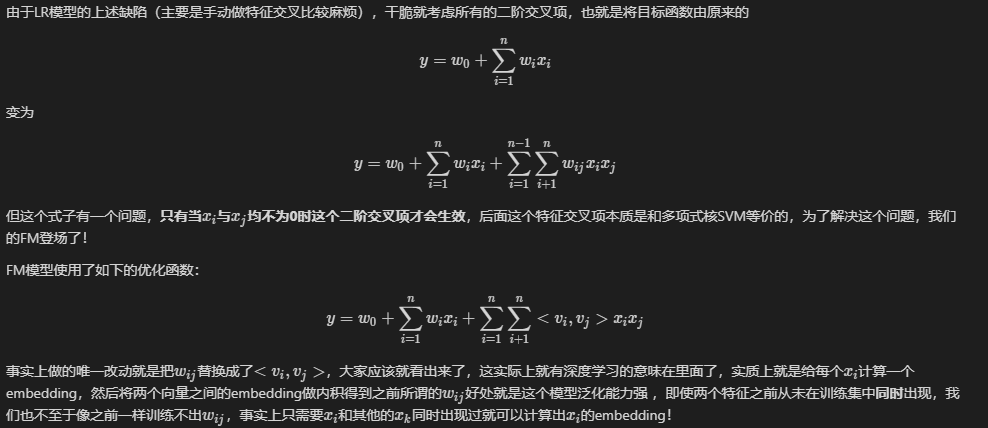 由于LR模型的上述缺陷（主要是手动做特征交叉比较麻烦），干脆就考虑所有的二阶交叉项，也就是将目标函数由原来的
$$y = w_0 + \sum_{i=1}^{n} w_i x_i$$
变为
$$y = w_0 + \sum_{i=1}^{n} w_i x_i + \sum_{i=1}^{n-1} \sum_{i+1}^{n} w_{ij} x_i x_j$$
但这个式子有一个问题，只有当$x_i$与$x_j$均不为0时这个二阶交叉项才会生效，后面这个特征交叉项本质是和多项式核SVM等价的，为了解决这个问题，我们
的FM登场了！
FM模型使用了如下的优化函数：
$$y = w_0 + \sum_{i=1}^{n} w_i x_i + \sum_{i=1}^{n} \sum_{i+1}^{n} < v_i, v_j > x_i x_j$$
事实上做的唯一改动就是把$w_{ij}$替换成了$< v_i, v_j >$，大家应该就看出来了，这实际上就有深度学习的意味在里面了，实质上就是给每个$x_i$计算一个
embedding，然后将两个向量之间的embedding做内积得到之前所谓的$w_{ij}$好处就是这个模型泛化能力强 ，即使两个特征之前从未在训练集中同时出现，我
们也不至于像之前一样训练不出$w_{ij}$，事实上只需要$x_i$和其他的$x_k$同时出现过就可以计算出$x_i$的embedding！